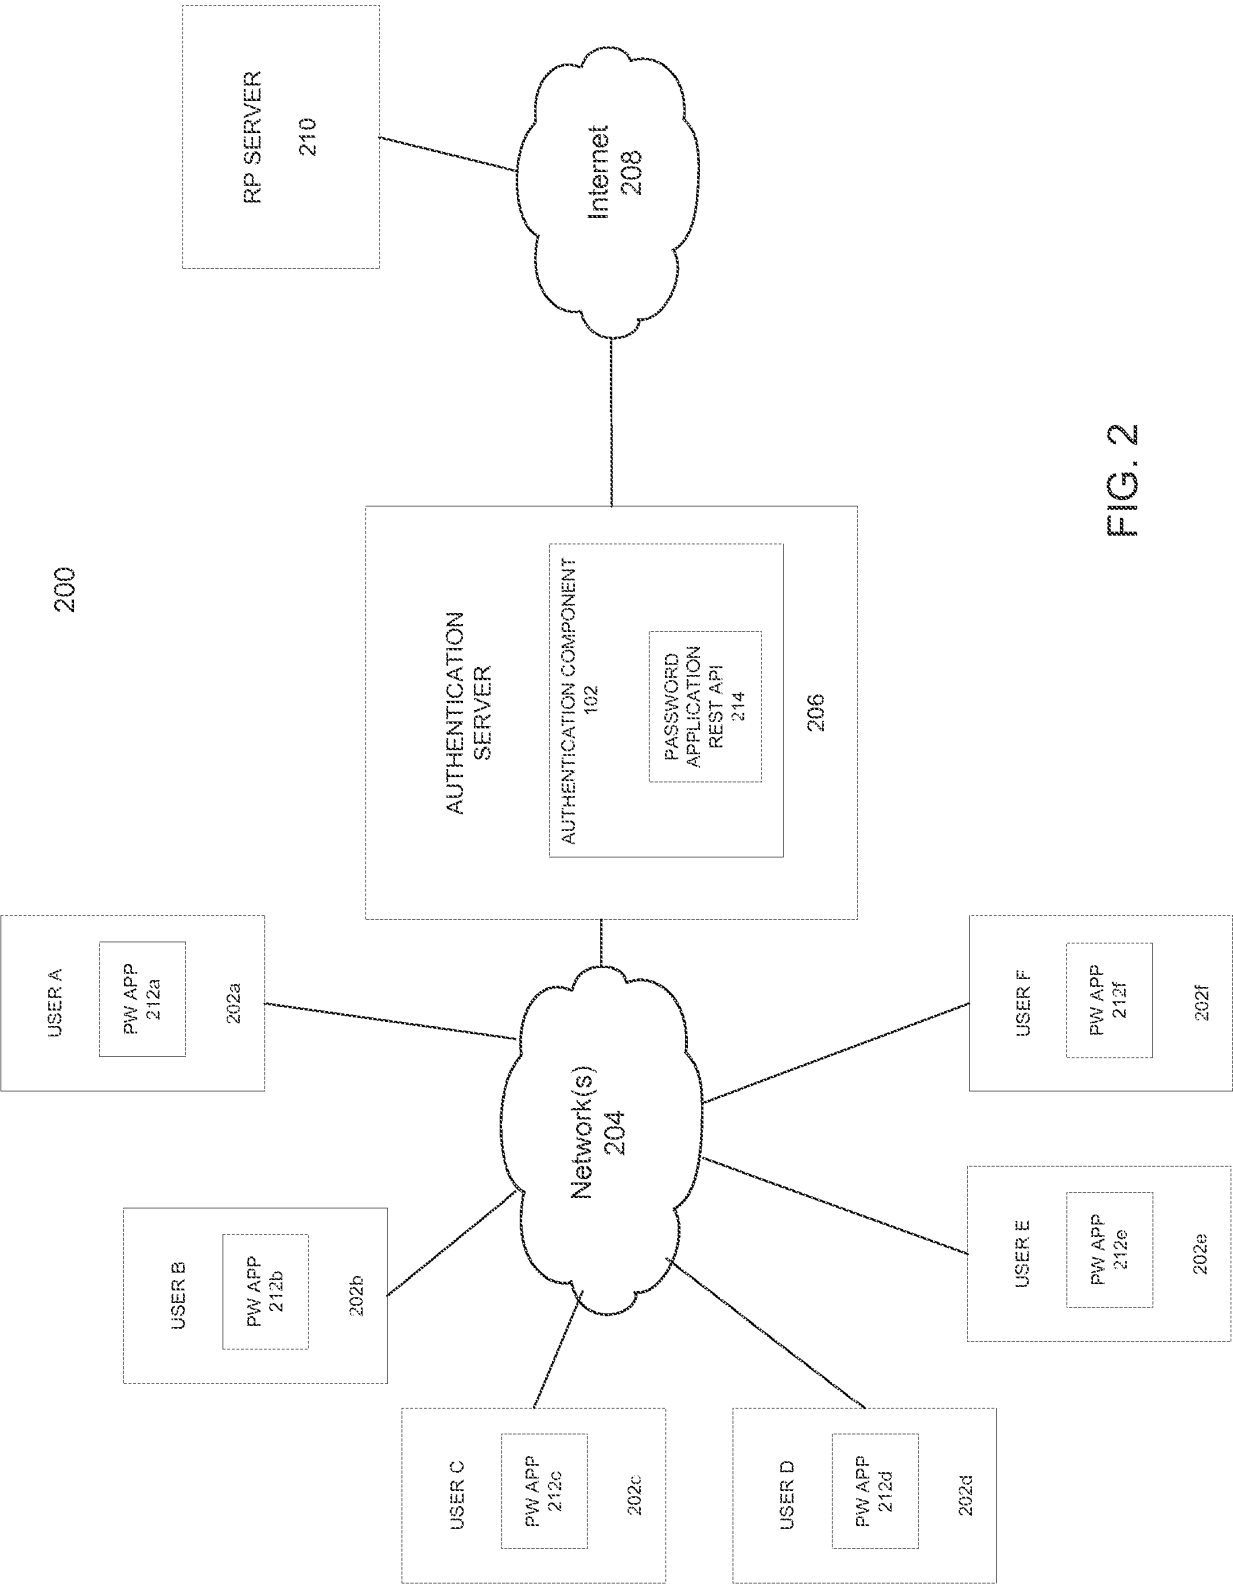 200
USER A
PW APP
212a
202a
USER B
PW APP
212b
202b
USER C
PW APP
212c
202c
USER D
PW APP
212d
202d
USER E
PW APP
212e
202e
USER F
PW APP
212f
202f
Network(s)
204
AUTHENTICATION
SERVER
AUTHENTICATION COMPONENT
102
PASSWORD
APPLICATION
REST API
214
206
Internet
208
RP SERVER
210
FIG. 2